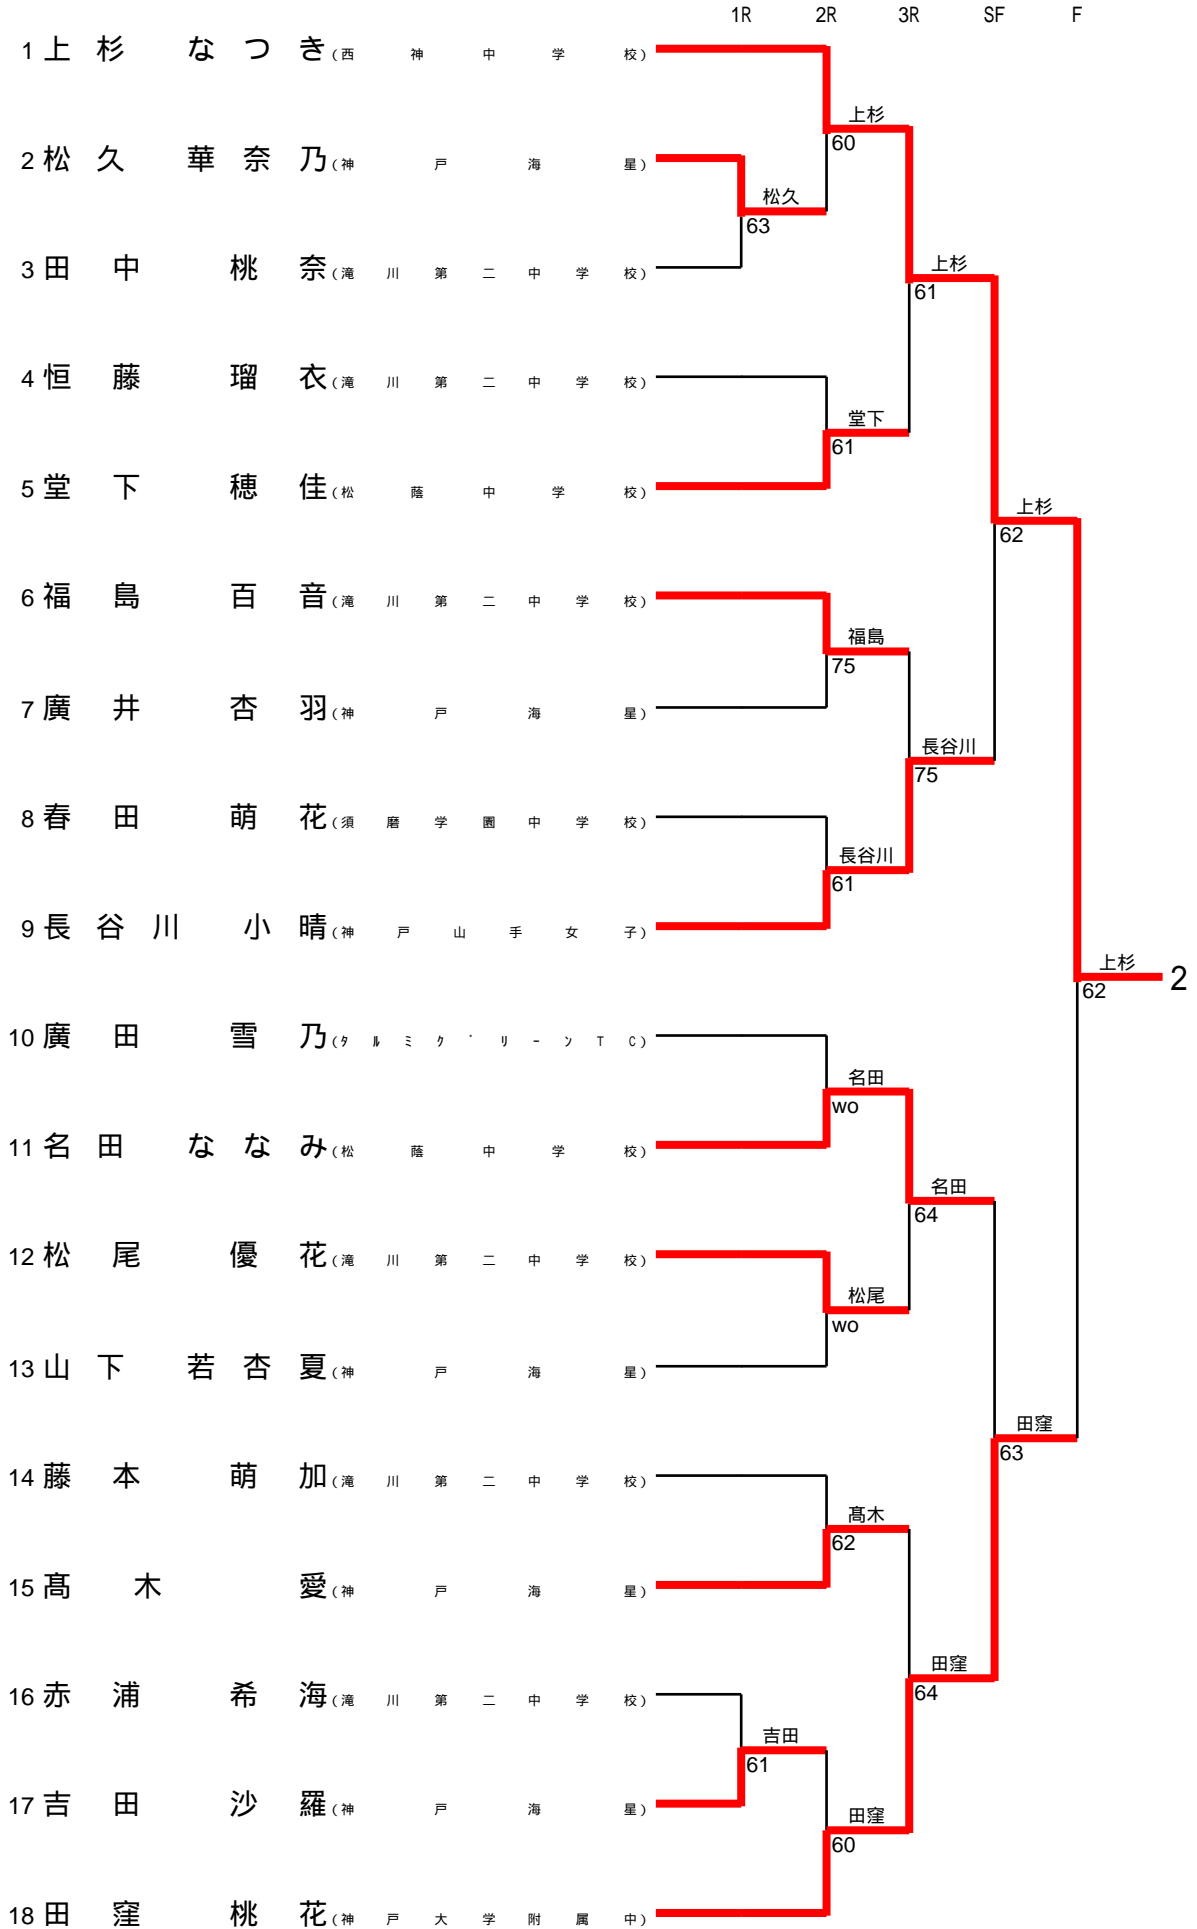 1R 2R 3R SF F
1 上杉 なつき (西神中学校)
上杉
60
2 松久 華奈乃 (神戸海星)
松久
63
3 田中 桃奈 (滝川第二中学校)
上杉
61
4 恒藤 瑠衣 (滝川第二中学校)
堂下
61
5 堂下 穂佳 (松蔭中学校)
上杉
62
6 福島 百音 (滝川第二中学校)
福島
75
7 廣井 杏羽 (神戸海星)
長谷川
75
8 春田 萌花 (須磨学園中学校)
長谷川
61
9 長谷川 小晴 (神戸山手女子)
上杉
62 2
10 廣田 雪乃 (タルミグリーンTC)
名田
wo
11 名田 ななみ (松蔭中学校)
名田
64
12 松尾 優花 (滝川第二中学校)
松尾
wo
13 山下 若杏夏 (神戸海星)
田窪
63
14 藤本 萌加 (滝川第二中学校)
髙木
62
15 髙木 愛 (神戸海星)
田窪
64
16 赤浦 希海 (滝川第二中学校)
吉田
61
17 吉田 沙羅 (神戸海星)
田窪
60
18 田窪 桃花 (神戸大学附属中)